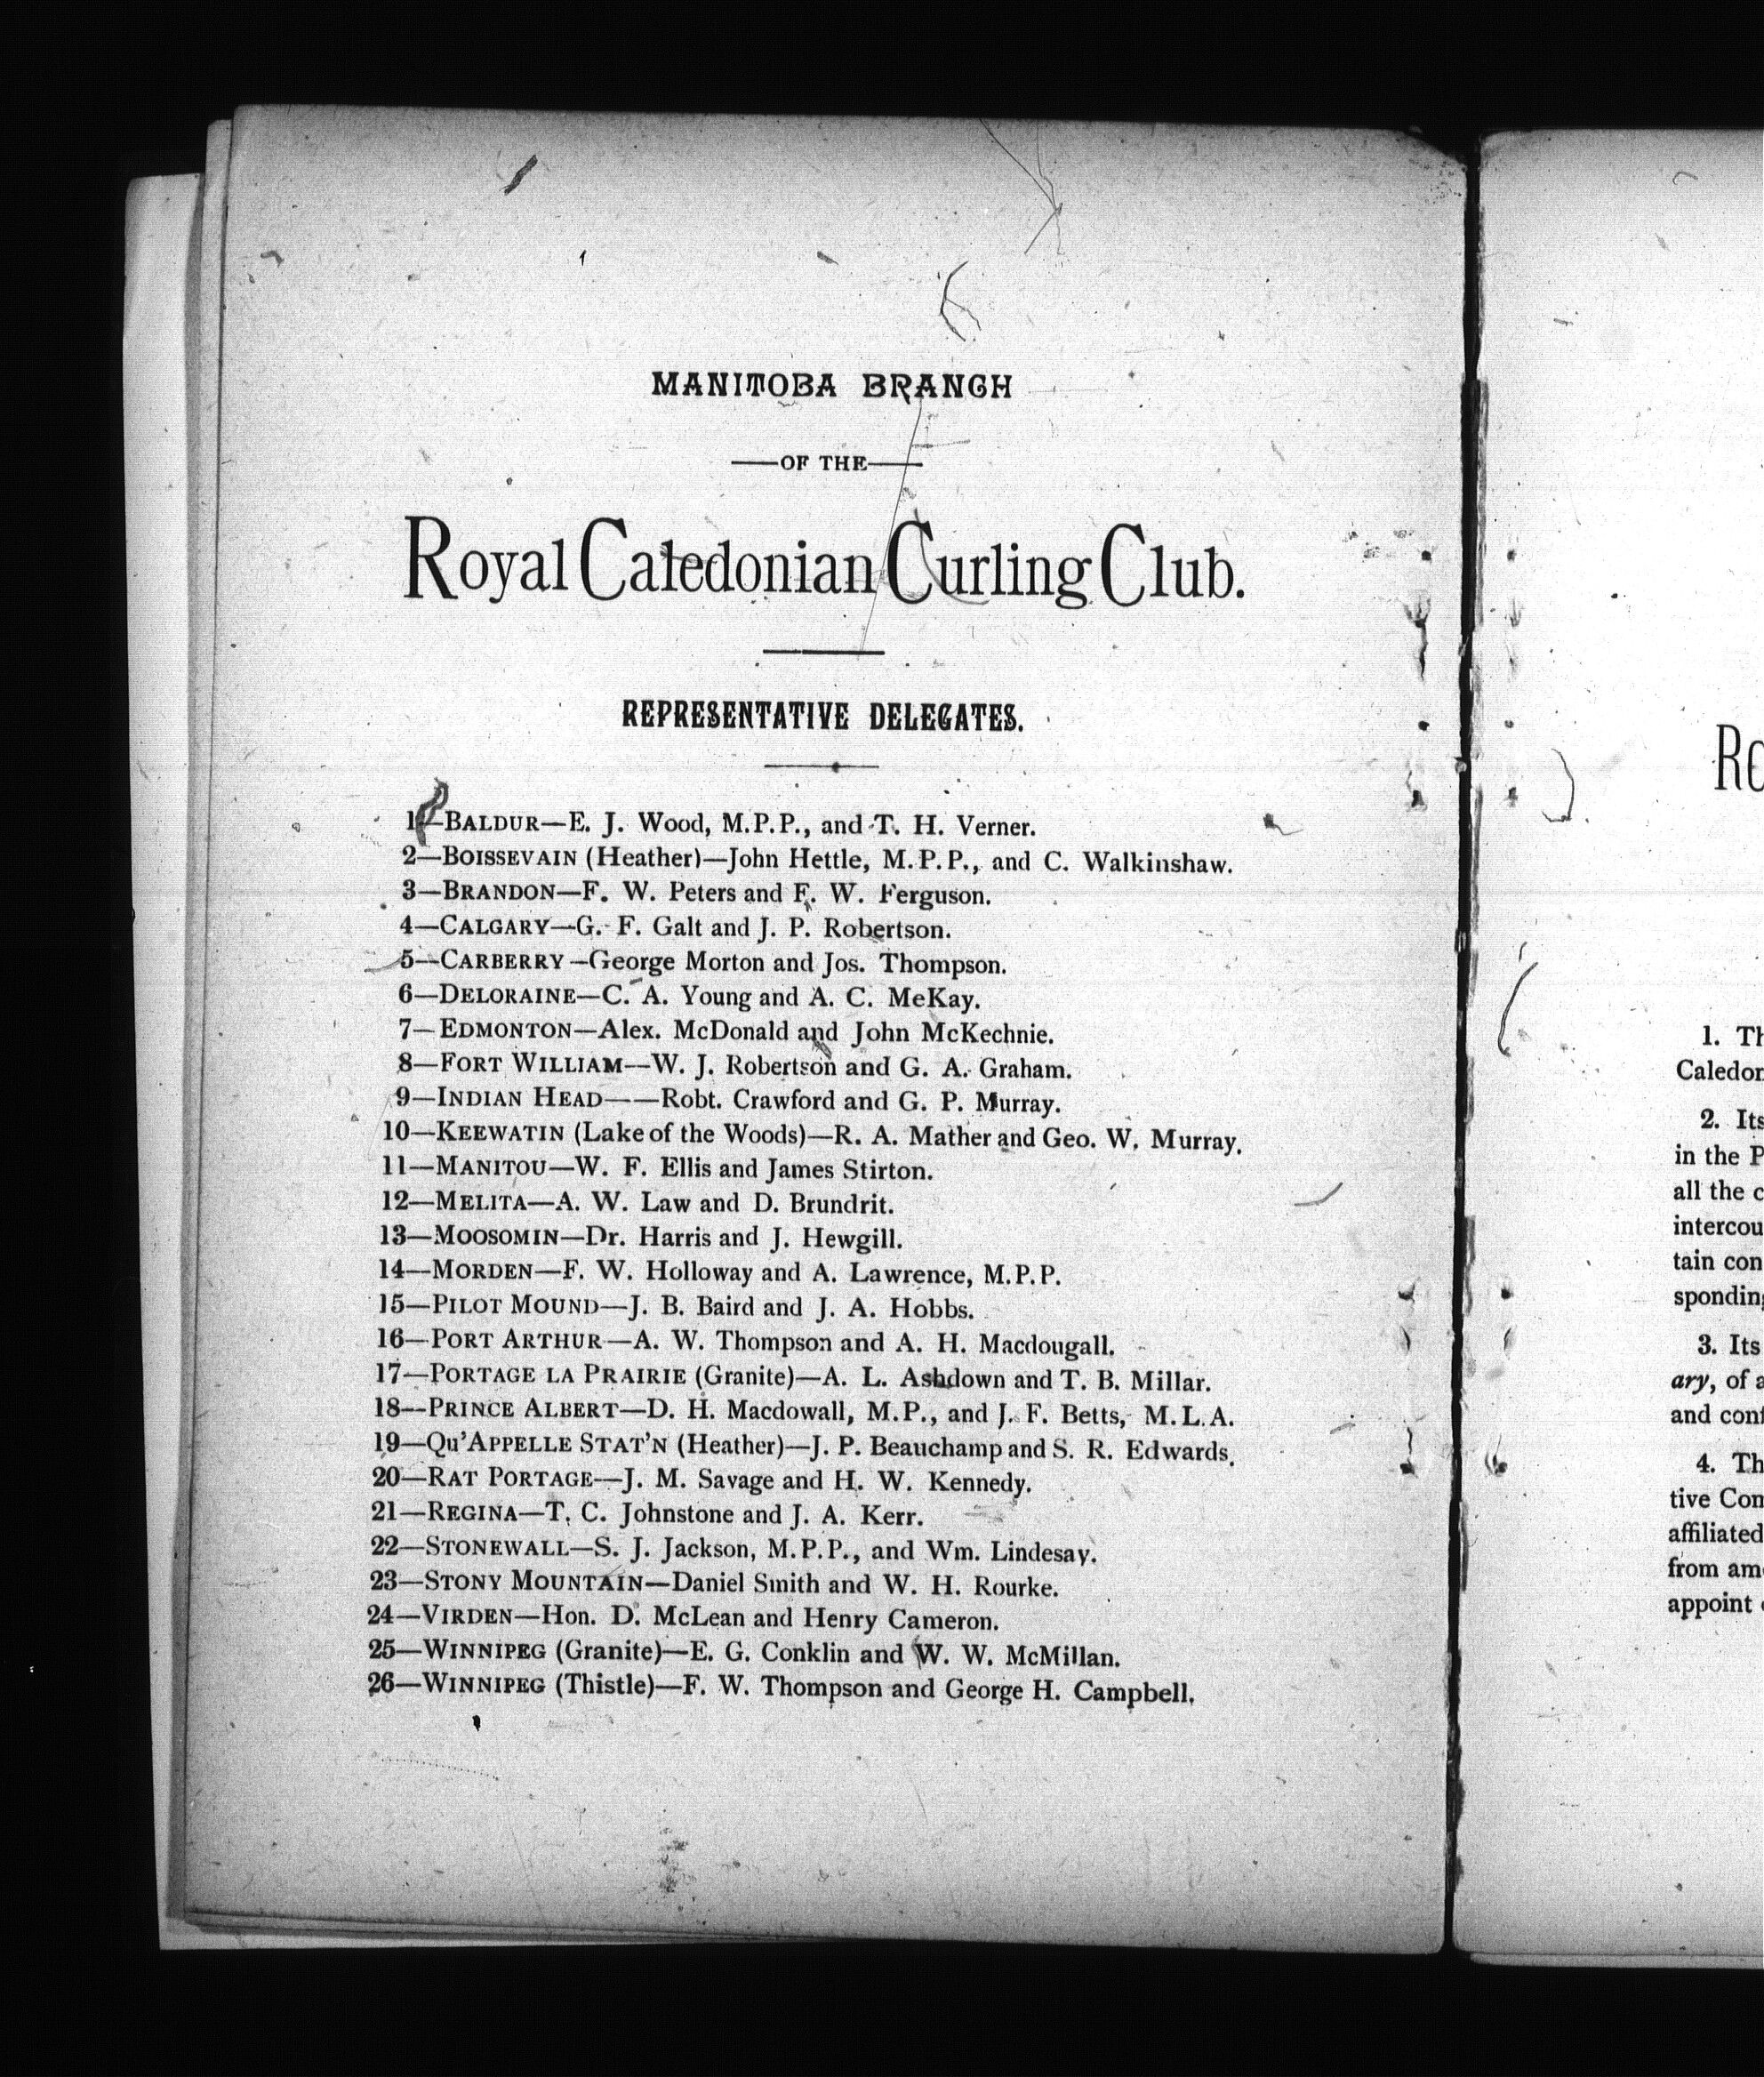 MANITOBA BRANCH
—OF THE—
Royal Caledonian Curling Club.
REPRESENTATIVE DELEGATES.
1—BALDUR—E. J. Wood, M.P.P., and T. H. Verner.
2—BOISSEVAIN (Heather)—John Hettle, M.P.P., and C. Walkinshaw.
3—BRANDON—F. W. Peters and F. W. Ferguson.
4—CALGARY—G. F. Galt and J. P. Robertson.
5—CARBERRY—George Morton and Jos. Thompson.
6—DELORAINE—C. A. Young and A. C. MeKay.
7—EDMONTON—Alex. McDonald and John McKechnie.
8—FORT WILLIAM—W. J. Robertson and G. A. Graham.
9—INDIAN HEAD——Robt. Crawford and G. P. Murray.
10—KEEWATIN (Lake of the Woods)—R. A. Mather and Geo. W. Murray.
11—MANITOU—W. F. Ellis and James Stirton.
12—MELITA—A. W. Law and D. Brundrit.
13—MOOSOMIN—Dr. Harris and J. Hewgill.
14—MORDEN—F. W. Holloway and A. Lawrence, M.P.P.
15—PILOT MOUND—J. B. Baird and J. A. Hobbs.
16—PORT ARTHUR—A. W. Thompson and A. H. Macdougall.
17—PORTAGE LA PRAIRIE (Granite)—A. L. Ashdown and T. B. Millar.
18—PRINCE ALBERT—D. H. Macdowall, M.P., and J. F. Betts, M.L.A.
19—QU'APPELLE STAT'N (Heather)—J. P. Beauchamp and S. R. Edwards.
20—RAT PORTAGE—J. M. Savage and H. W. Kennedy.
21—REGINA—T. C. Johnstone and J. A. Kerr.
22—STONEWALL—S. J. Jackson, M.P.P., and Wm. Lindesay.
23—STONY MOUNTAIN—Daniel Smith and W. H. Rourke.
24—VIRDEN—Hon. D. McLean and Henry Cameron.
25—WINNIPEG (Granite)—E. G. Conklin and W. W. McMillan.
26—WINNIPEG (Thistle)—F. W. Thompson and George H. Campbell.
Ro
1. Th
Caledon
2. Its
in the P
all the c
intercou
tain con
sponding
3. Its
ary, of a
and conf
4. Th
tive Com
affiliated
from am
appoint